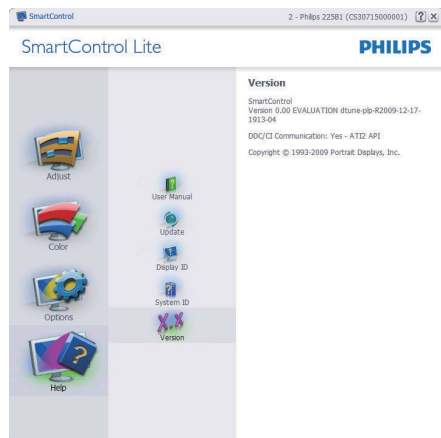 SmartControl
2 - Philips 225B1 (CS30715000001) ? X
SmartControl Lite
PHILIPS
Adjust
Color
Options
Help
User Manual
Update
Display ID
System ID
X.X
Version
Version
SmartControl
Version 0.00 EVALUATION dtune-plp-R2009-12-17-
1913-04
DDC/CI Communication: Yes - ATI2 API
Copyright © 1993-2009 Portrait Displays, Inc.